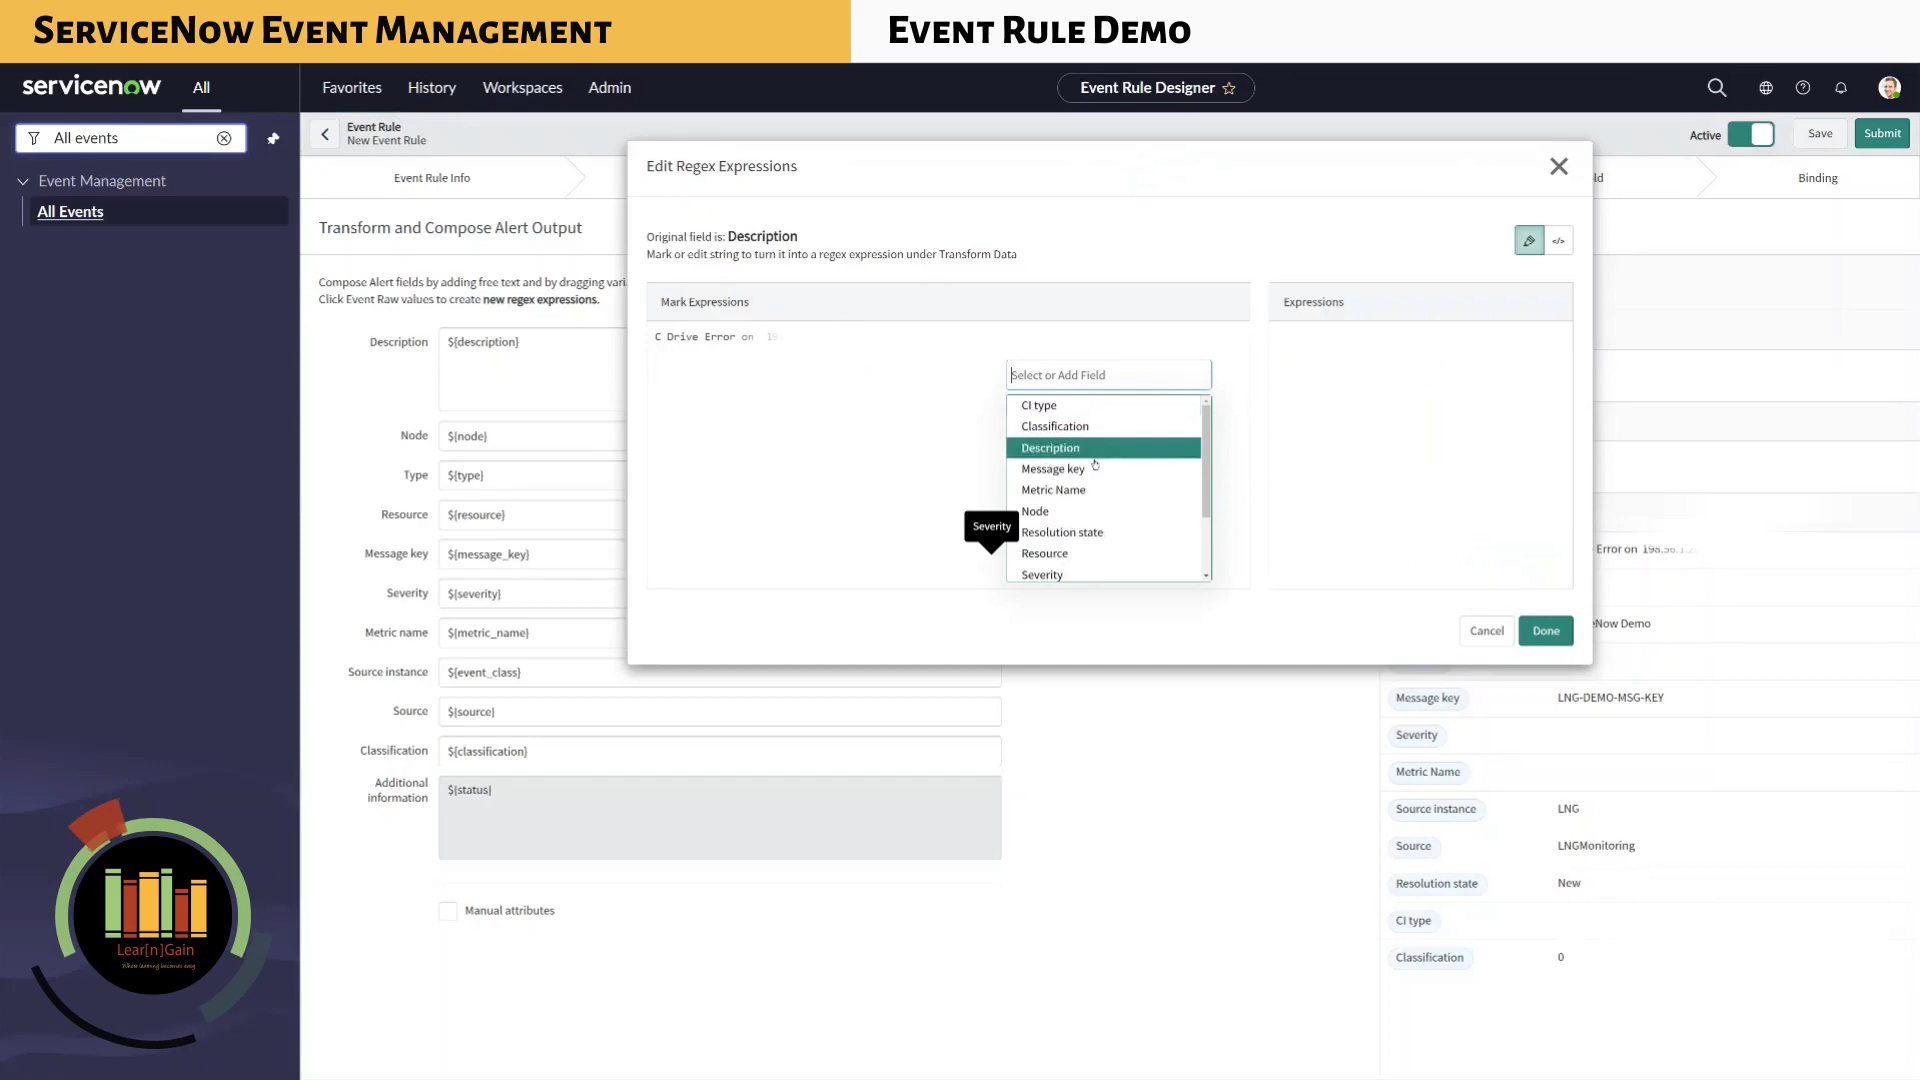 ServiceNow Event Management
Event Rule Demo
servicenow
All
Favorites
History
Workspaces
Admin
Event Rule Designer
All events
Event Management
All Events
Event Rule
New Event Rule
Active
Save
Submit
Event Rule Info
Binding
Transform and Compose Alert Output
Compose Alert fields by adding free text and by dragging
Click Event Raw values to create new regex expressions.
Description
${description}
Node
${node}
Type
${type}
Resource
${resource}
Message key
${message_key}
Severity
${severity}
Metric name
${metric_name}
Source instance
${event_class}
Source
${source}
Classification
${classification}
Additional
information
${status}
Manual attributes
Edit Regex Expressions
Original field is: Description
Mark or edit string to turn it into a regex expression under Transform Data
</>
Mark Expressions
Expressions
C Drive Error on
Select or Add Field
CI type
Classification
Description
Message key
Metric Name
Node
Resolution state
Resource
Severity
Severity
Cancel
Done
Error on
Demo
Message key
LNG-DEMO-MSG-KEY
Severity
Metric Name
Source instance
LNG
Source
LNGMonitoring
Resolution state
New
CI type
Classification
0
Lear[n]Gain